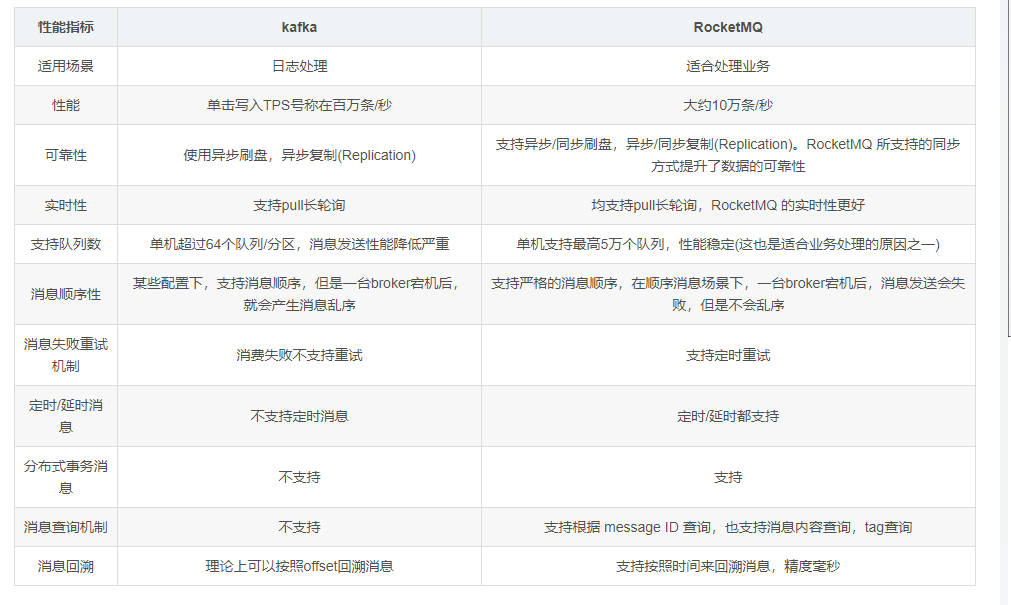 性能指标 kafka RocketMQ
适用场景 日志处理 适合处理业务
性能 单击写入TPS号称在百万条/秒 大约10万条/秒
可靠性 使用异步刷盘，异步复制(Replication) 支持异步/同步刷盘，异步/同步复制(Replication)。RocketMQ 所支持的同步
方式提升了数据的可靠性
实时性 支持pull长轮询 均支持pull长轮询，RocketMQ 的实时性更好
支持队列数 单机超过64个队列/分区，消息发送性能降低严重 单机支持最高5万个队列，性能稳定(这也是适合业务处理的原因之一)
消息顺序性 某些配置下，支持消息顺序，但是一台broker宕机后，
就会产生消息乱序 支持严格的消息顺序，在顺序消息场景下，一台broker宕机后，消息发送会失
败，但是不会乱序
消息失败重试
机制 消费失败不支持重试 支持定时重试
定时/延时消
息 不支持定时消息 定时/延时都支持
分布式事务消
息 不支持 支持
消息查询机制 不支持 支持根据 message ID 查询，也支持消息内容查询，tag查询
消息回溯 理论上可以按照offset回溯消息 支持按照时间来回溯消息，精度毫秒